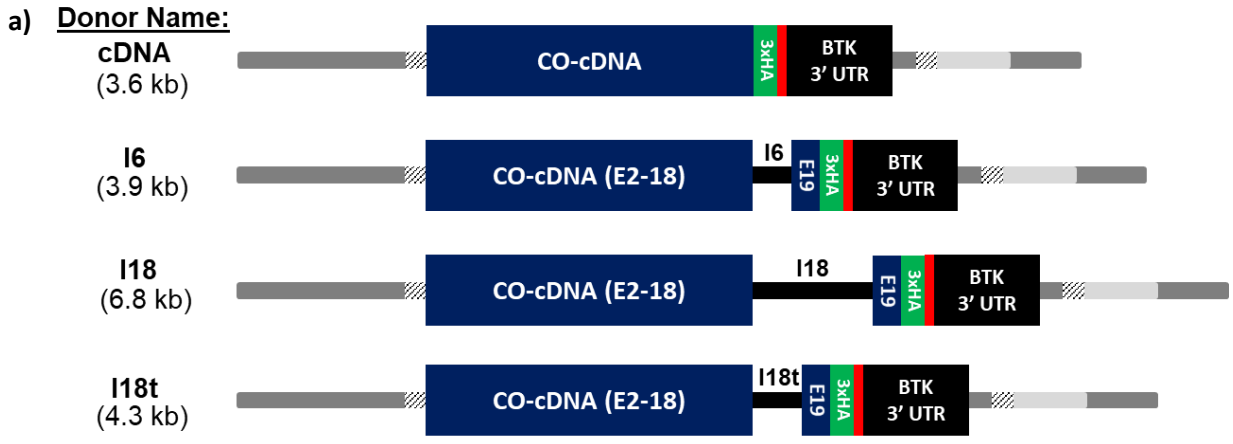 a) Donor Name:
cDNA
(3.6 kb)
CO-cDNA
3xHA
BTK
3’ UTR
I6
(3.9 kb)
CO-cDNA (E2-18)
I6
E19
3xHA
BTK
3’ UTR
I18
(6.8 kb)
CO-cDNA (E2-18)
I18
E19
3xHA
BTK
3’ UTR
I18t
(4.3 kb)
CO-cDNA (E2-18)
I18t
E19
3xHA
BTK
3’ UTR